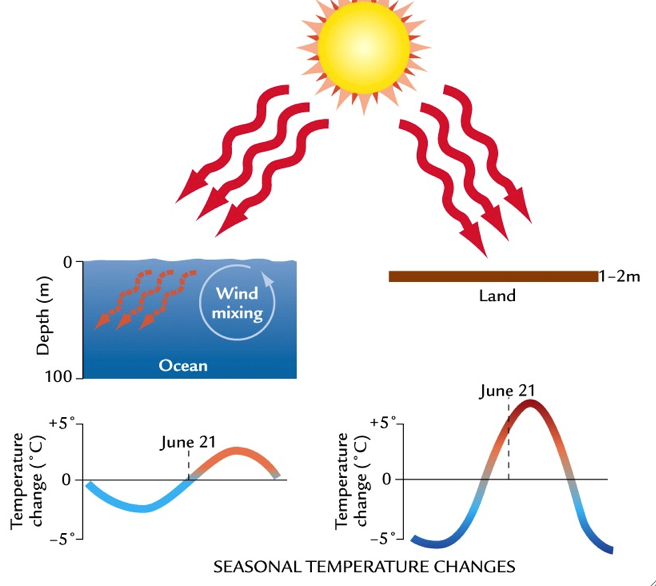 0
Depth (m)
100
Wind
mixing
Ocean
1–2m
Land
June 21
+5°
0
−5°
Temperature
change (°C)
June 21
+5°
0
−5°
Temperature
change (°C)
SEASONAL TEMPERATURE CHANGES